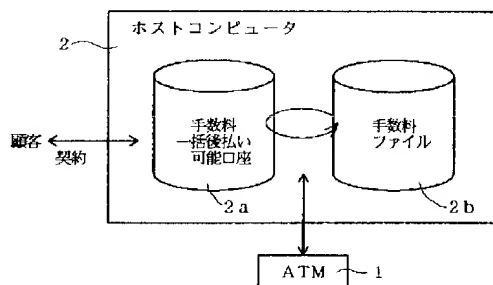 ホストコンピュータ
2
手数料
一括後払い
可能口座
手数料
ファイル
顧客
契約
2a
2b
ATM
1